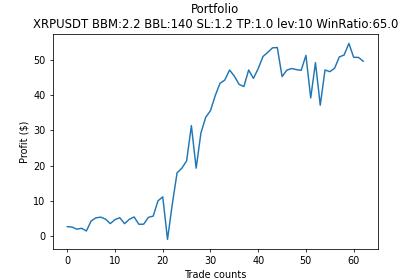 Portfolio
XRPUSDT BBM:2.2 BBL:140 SL:1.2 TP:1.0 lev:10 WinRatio:65.0
Profit ($)
50
40
30
20
10
0
0 10 20 30 40 50 60
Trade counts